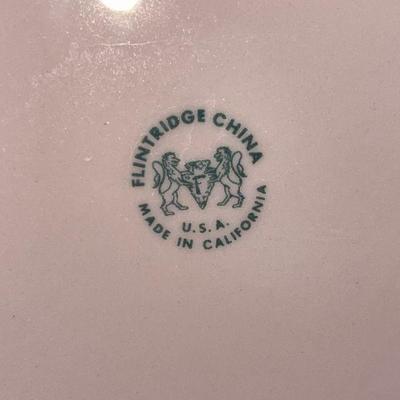 FLINTRIDGE CHINA
F
U.S.A.
MADE IN CALIFORNIA